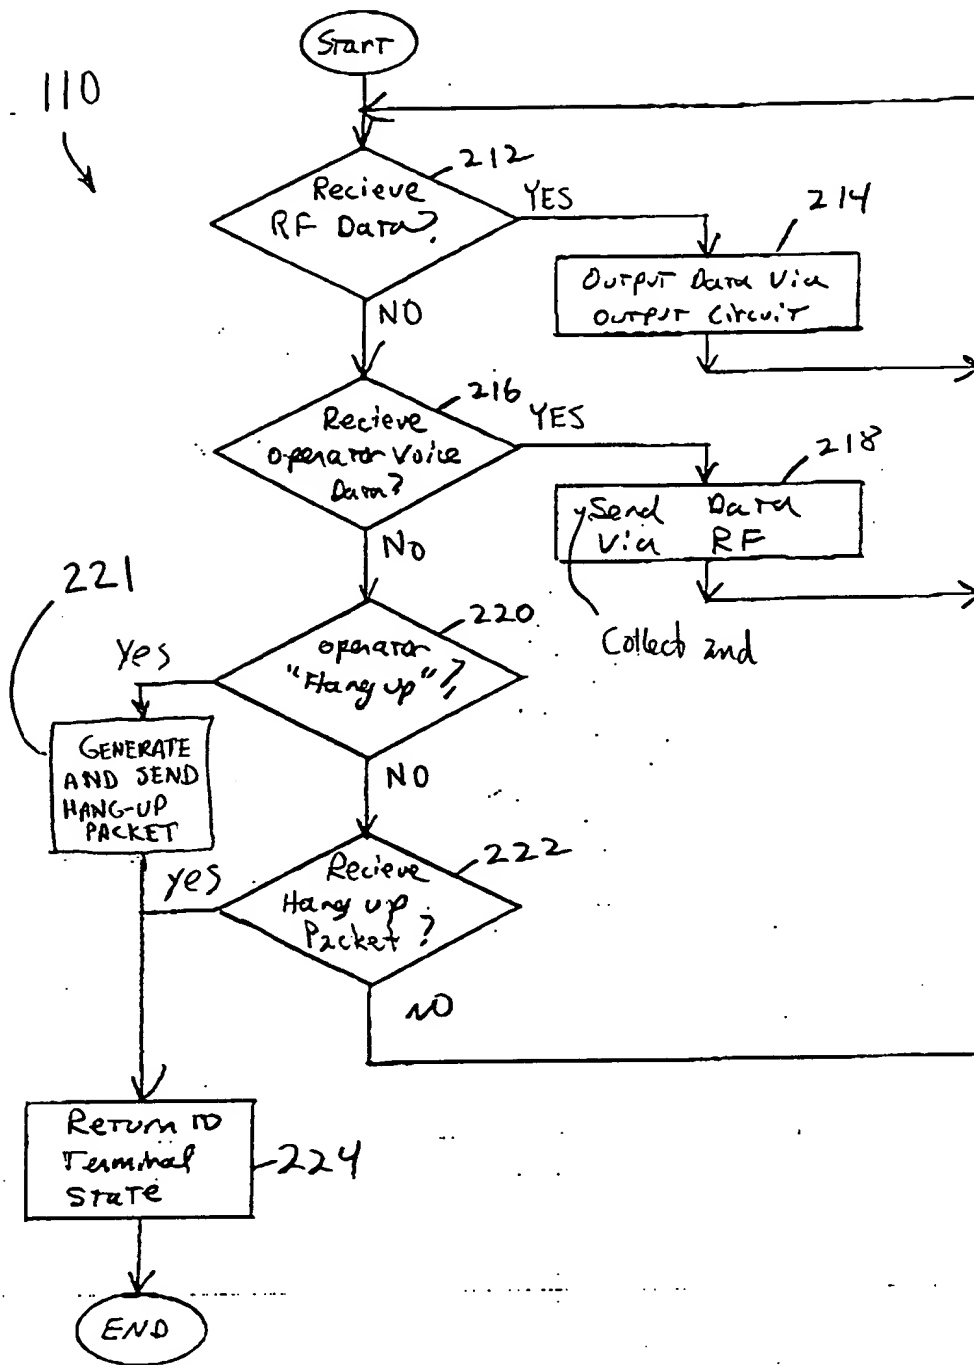 Start
110
212
Recieve
RF Data?
YES
214
Output Data Via
Output Circuit
NO
216
Recieve
Operator Voice
Data?
YES
218
Send Data
Via RF
Collect and
No
221
220
operator
"Hang up"?
Yes
GENERATE
AND SEND
HANG-UP
PACKET
NO
222
Recieve
Hang up
Packet?
yes
NO
Return to
Terminal
State
224
END